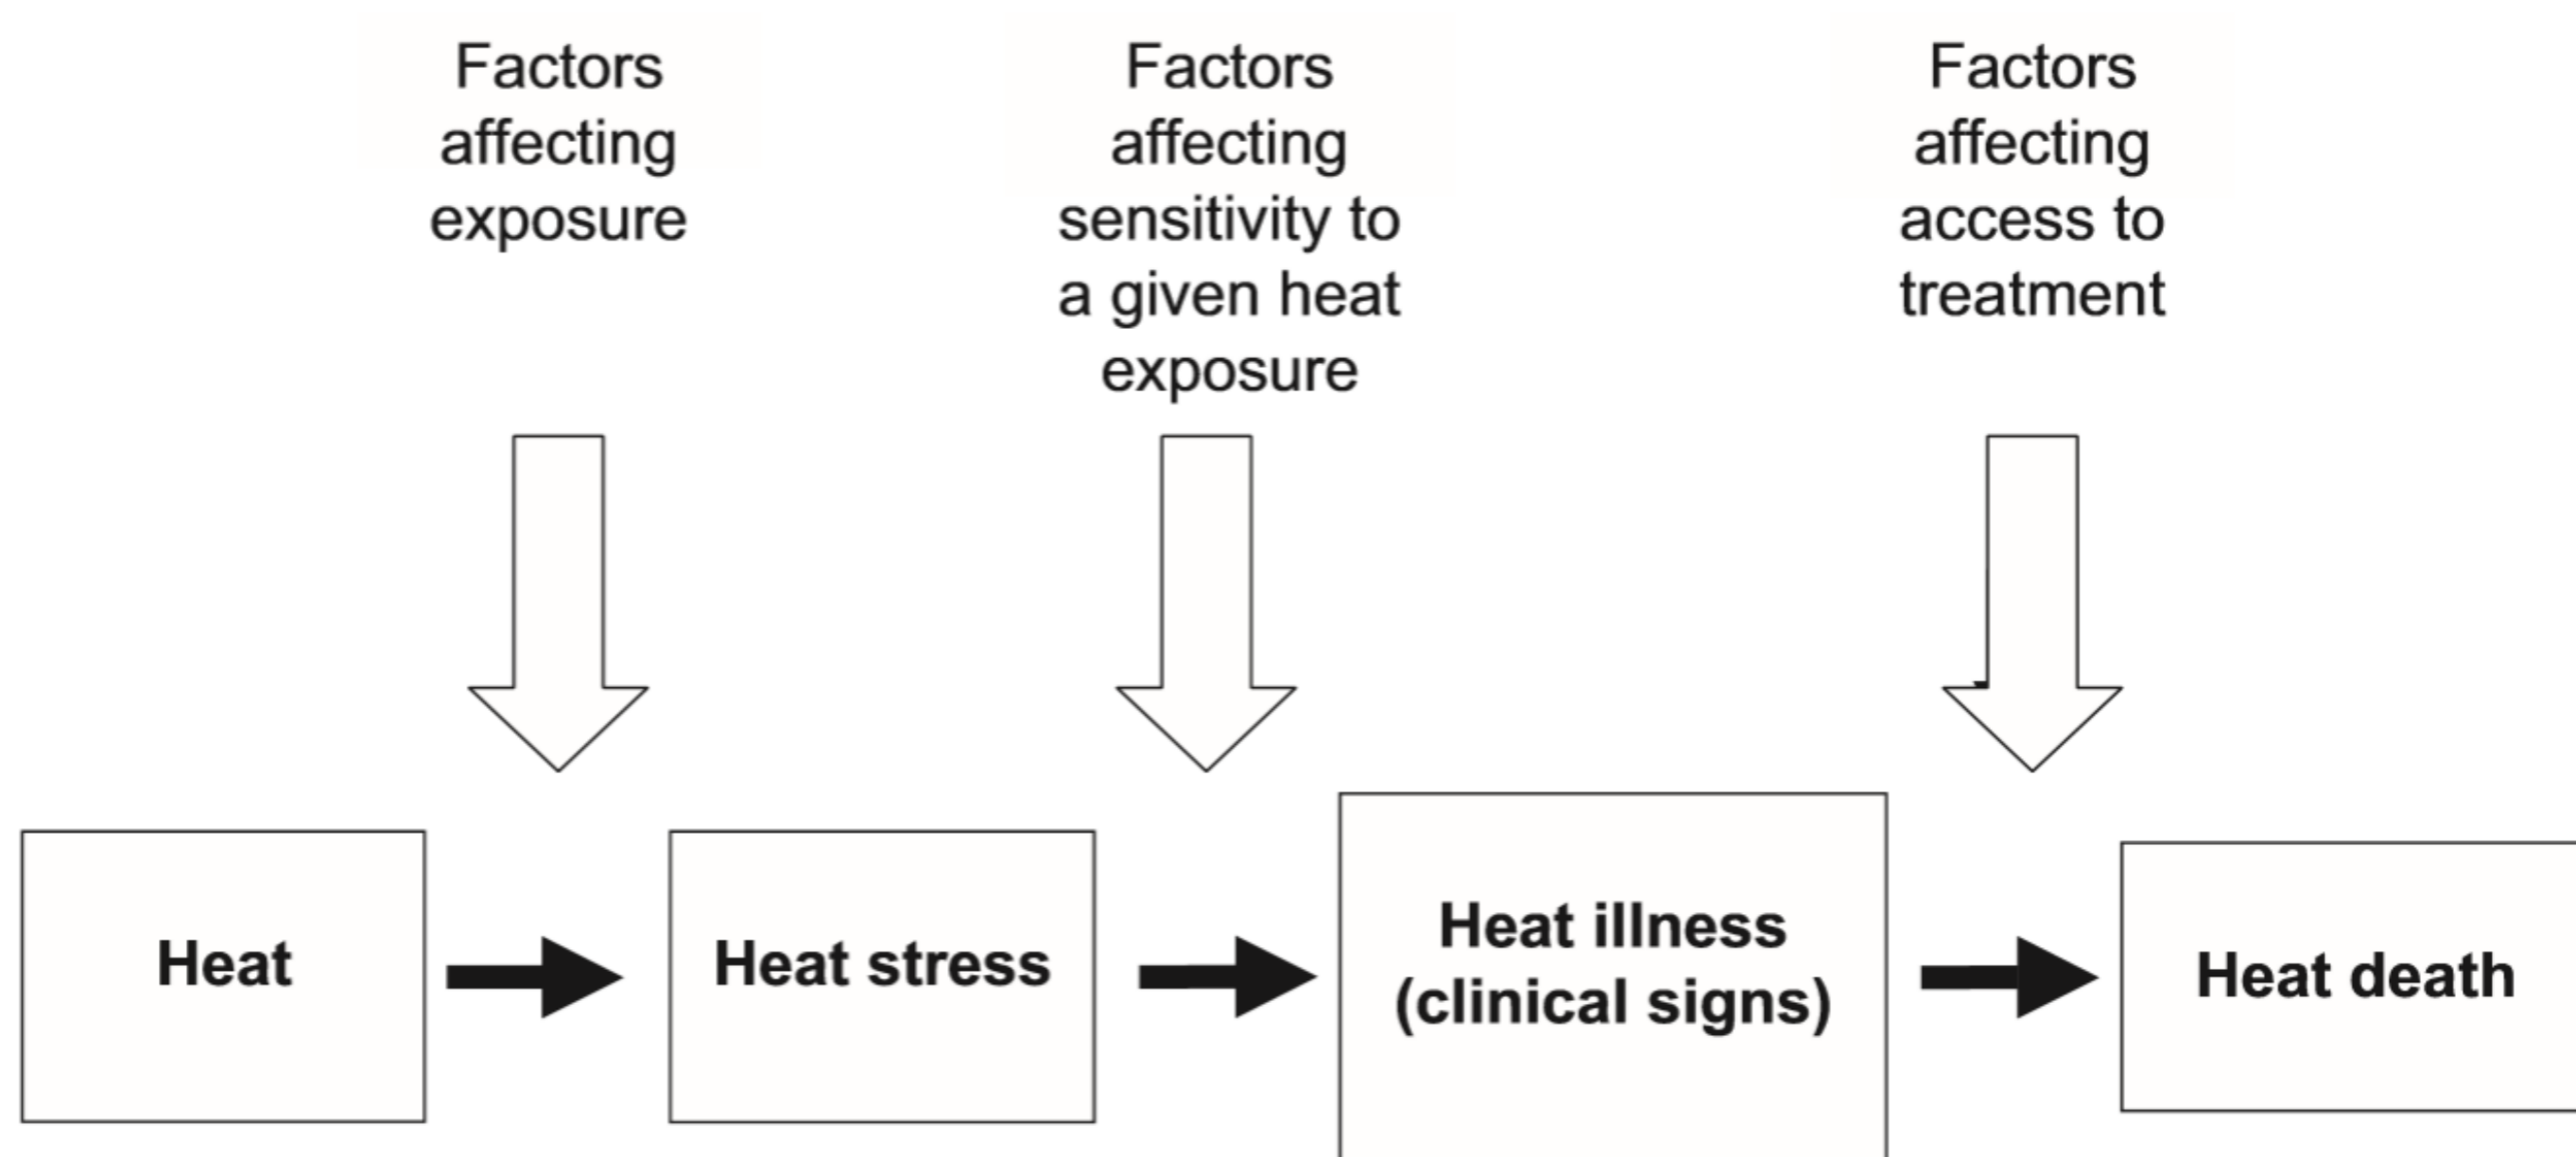 Factors
affecting
exposure
Factors
affecting
sensitivity to
a given heat
exposure
Factors
affecting
access to
treatment
Heat
Heat stress
Heat illness
(clinical signs)
Heat death